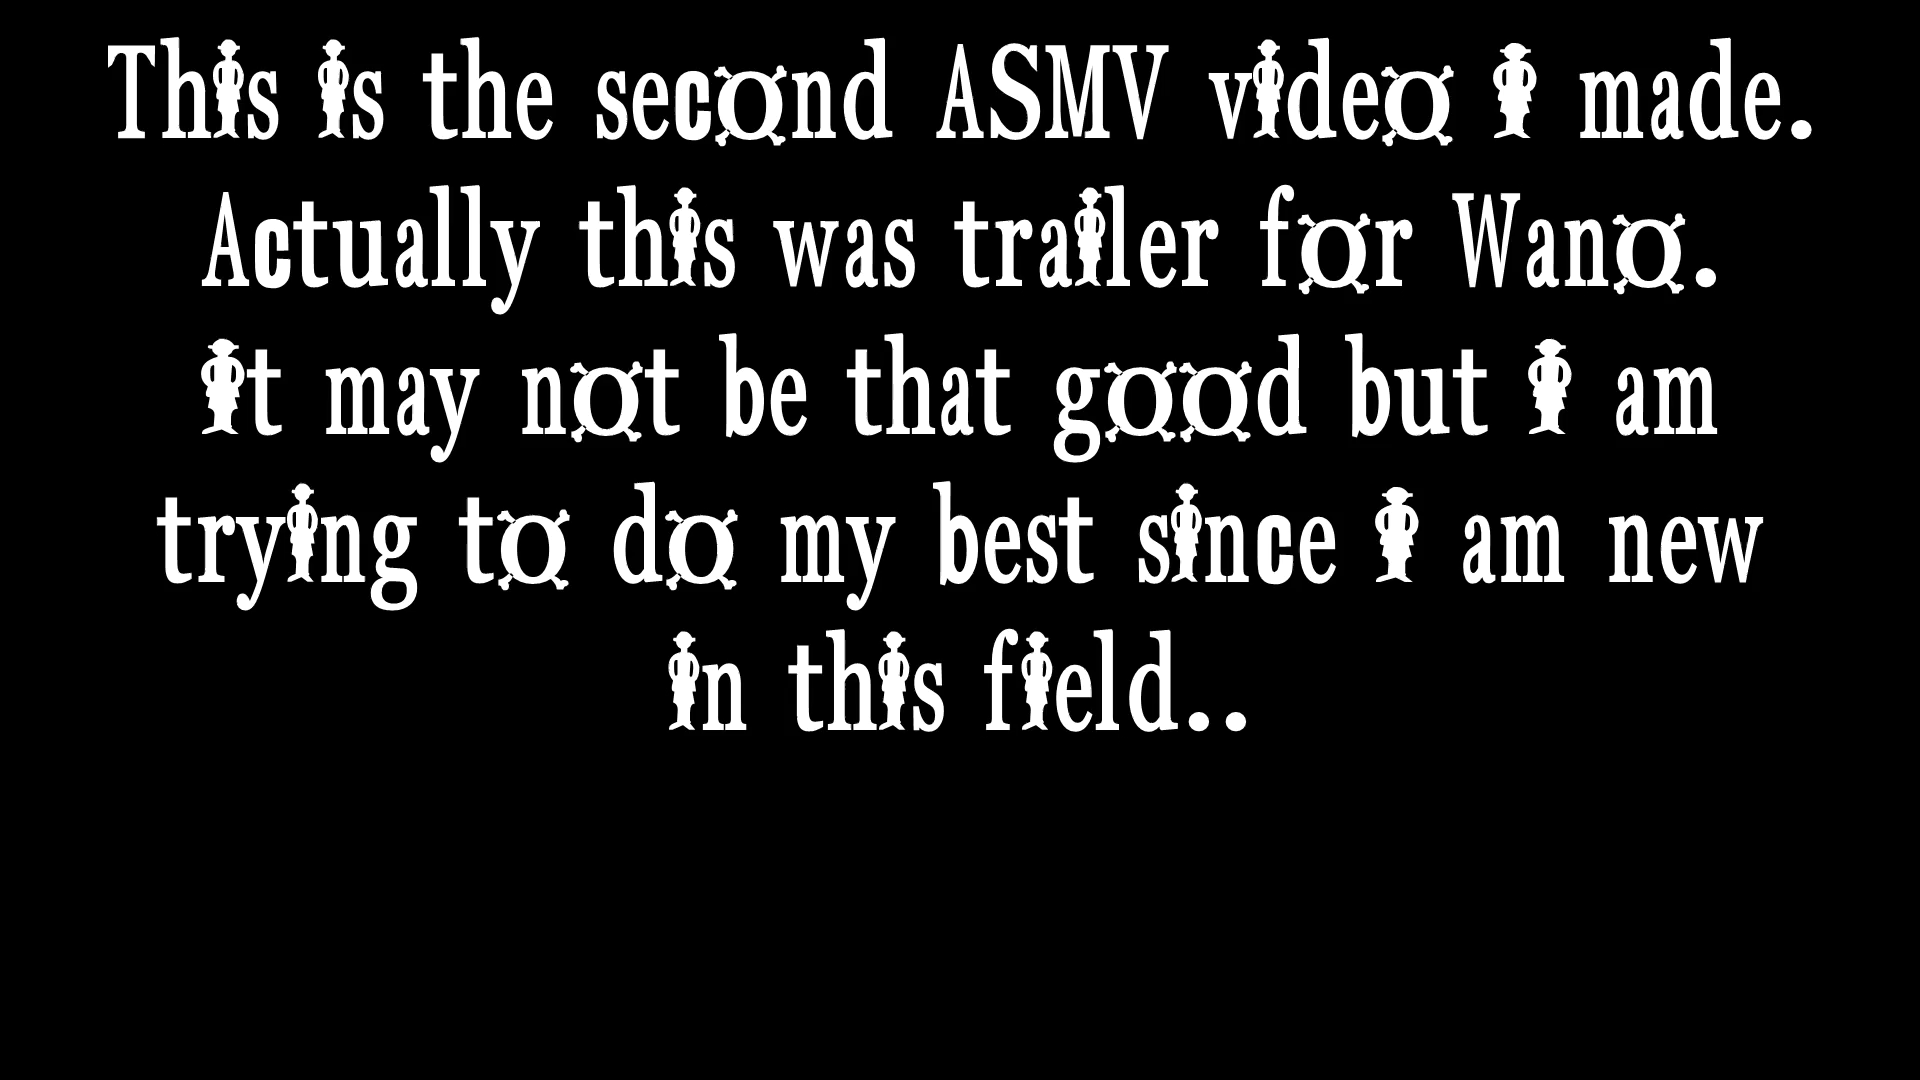 This is the second ASMV video I made.
Actually this was trailer for Wano.
It may not be that good but I am
trying to do my best since I am new
in this field..